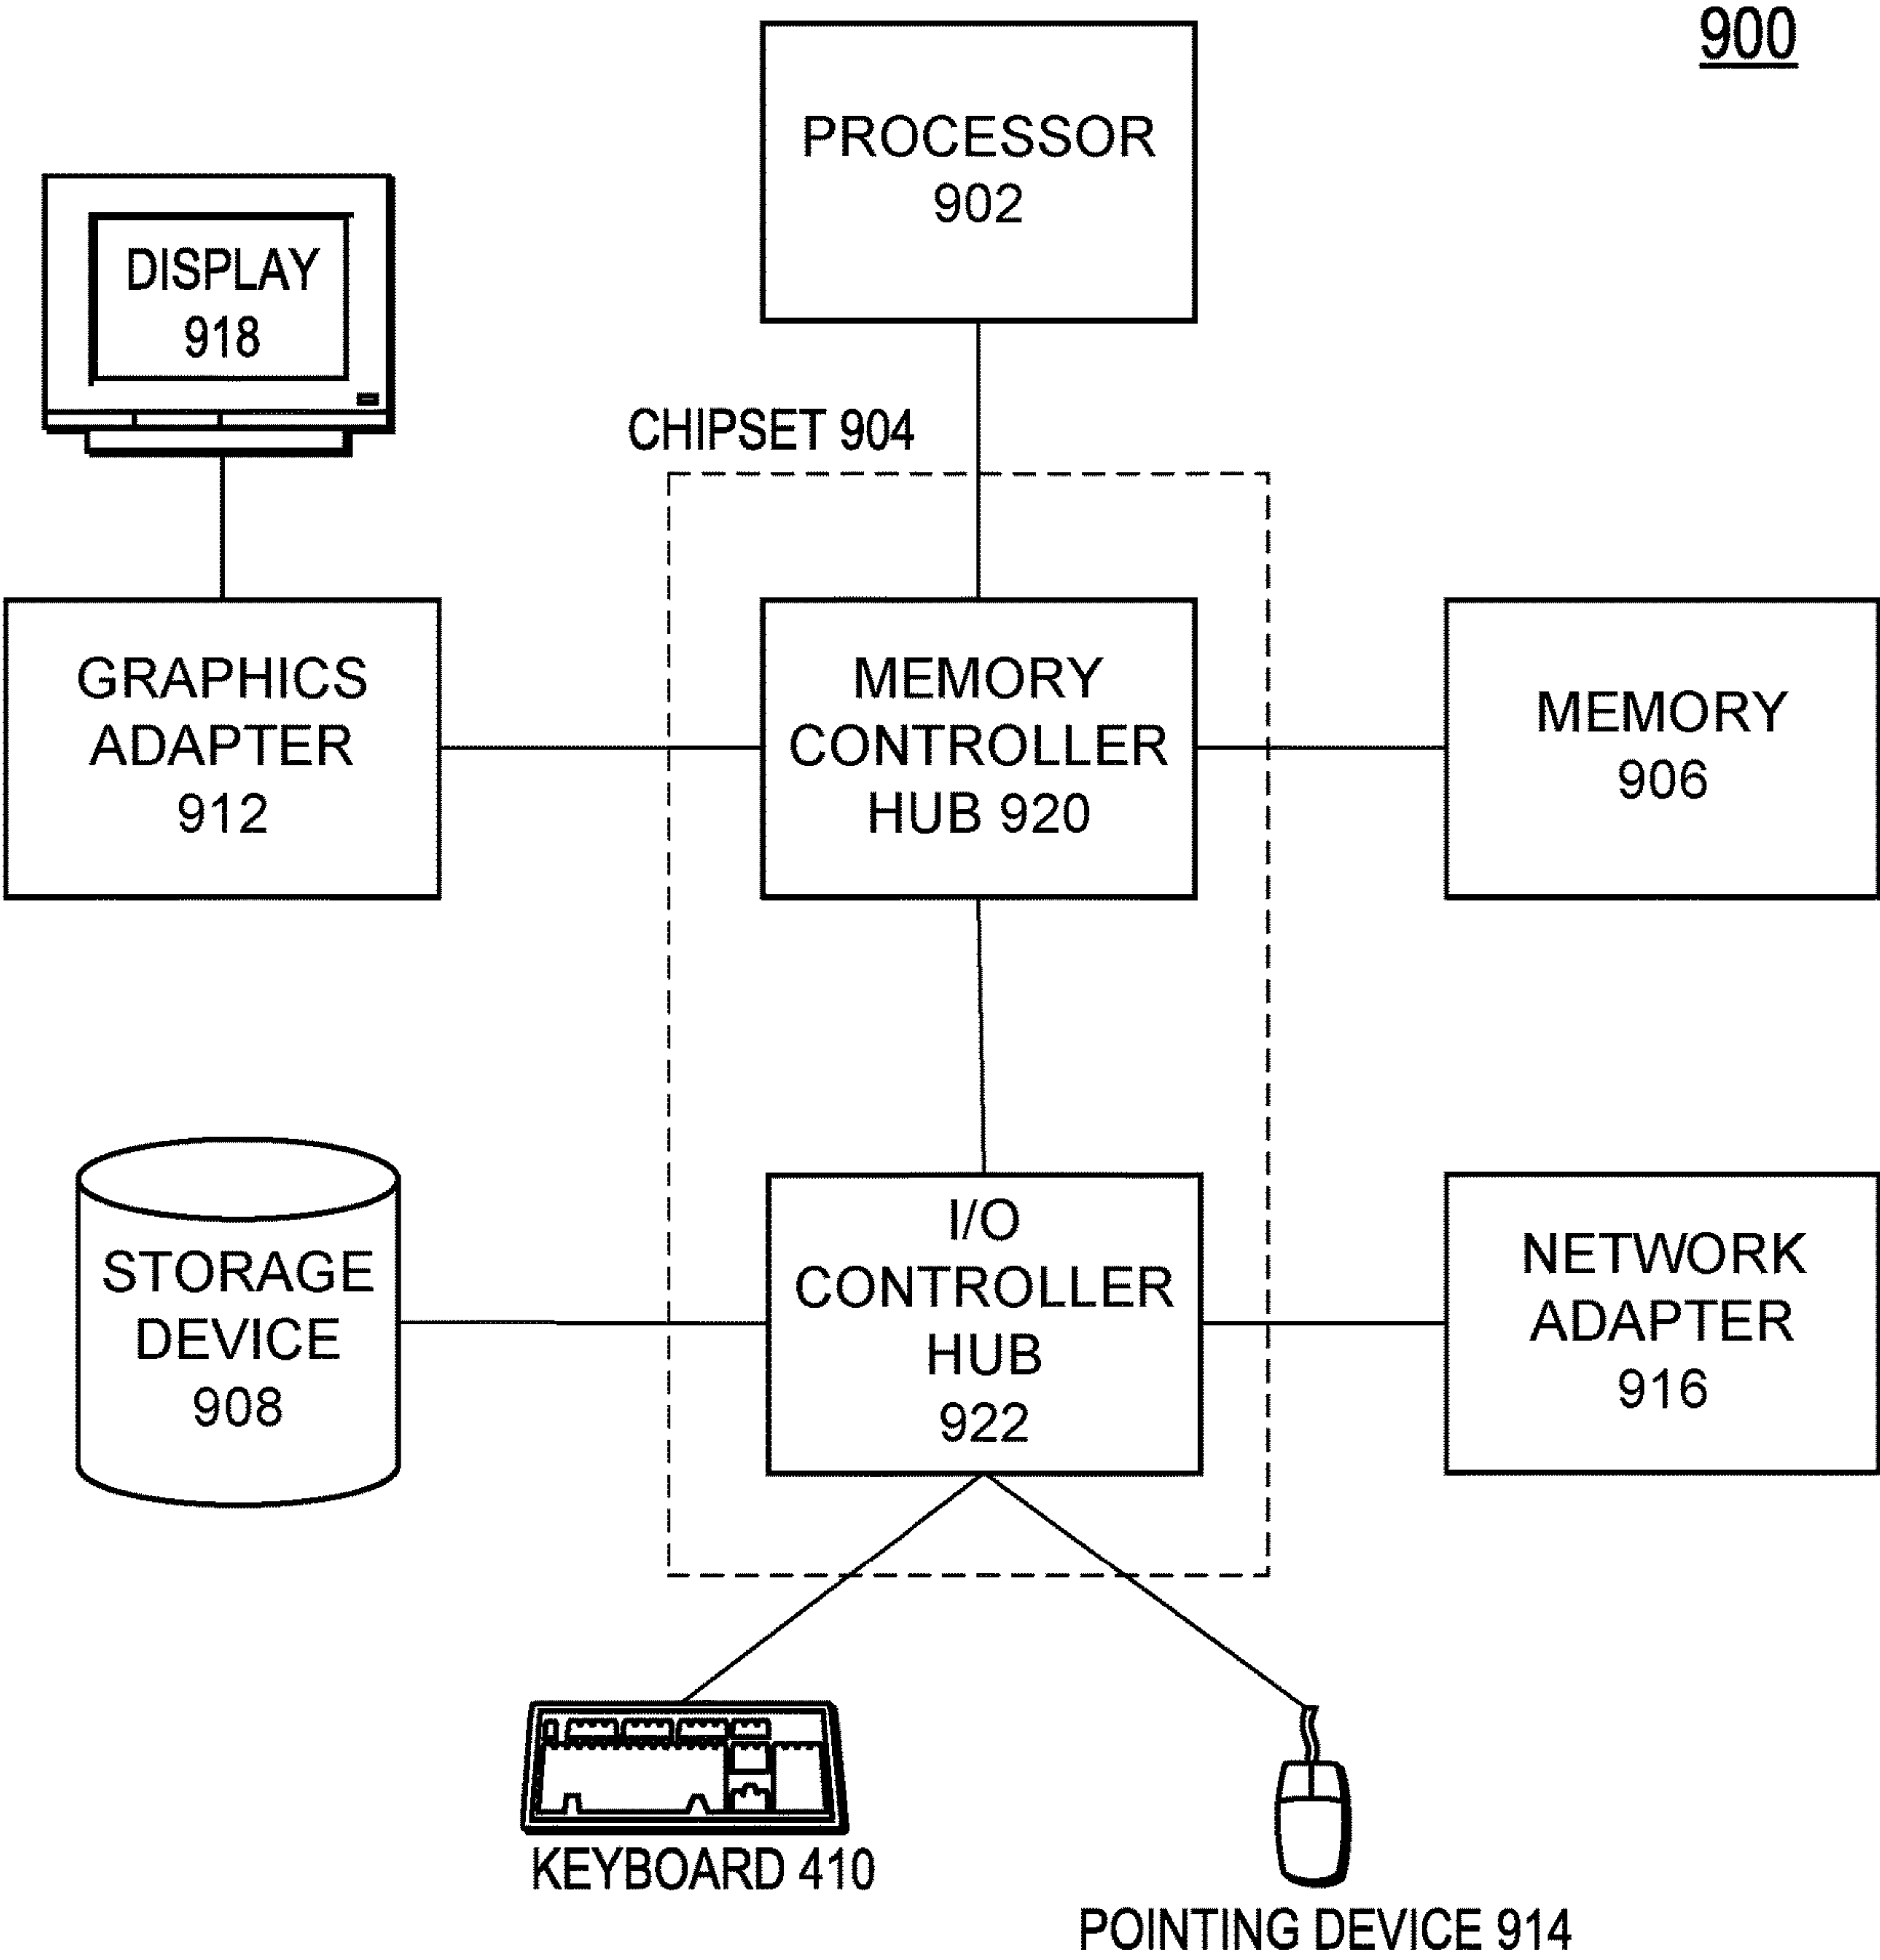 900
PROCESSOR
902
DISPLAY
918
CHIPSET 904
GRAPHICS
ADAPTER
912
MEMORY
CONTROLLER
HUB 920
MEMORY
906
STORAGE
DEVICE
908
I/O
CONTROLLER
HUB
922
NETWORK
ADAPTER
916
KEYBOARD 410
POINTING DEVICE 914